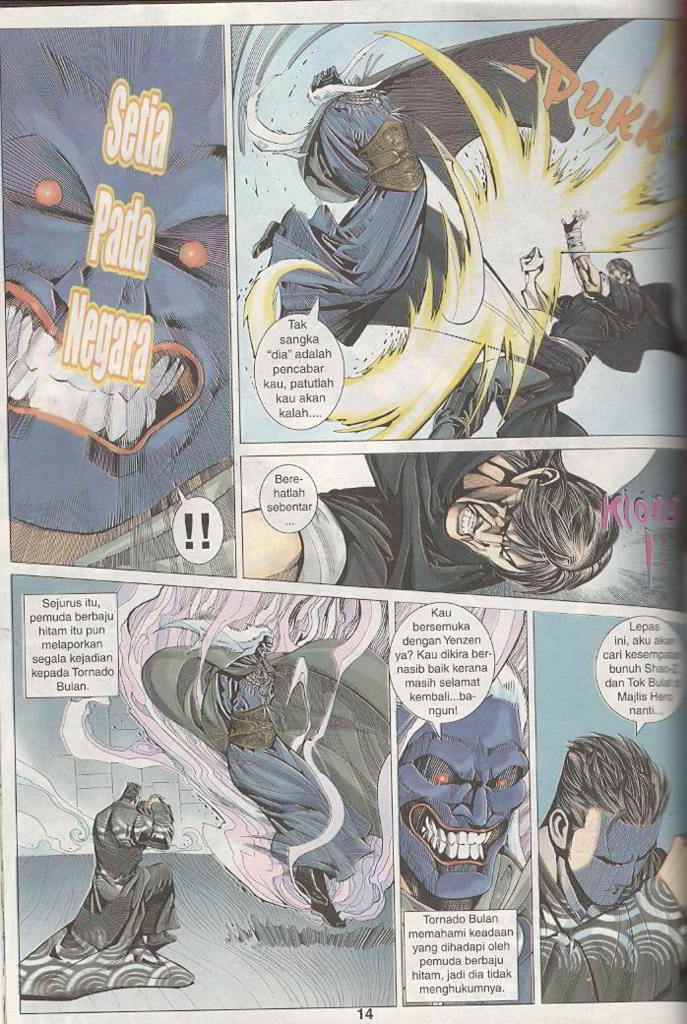 Setia
Pada
Negara
!!
PUKK
Tak
sangka
"dia" adalah
pencabar
kau, patutlah
kau akan
kalah....
Bere-
hatlah
sebentar
...
Klons
!
Sejurus itu,
pemuda berbaju
hitam itu pun
melaporkan
segala kejadian
kepada Tornado
Bulan.
Kau
bersemuka
dengan Yenzen
ya? Kau dikira ber-
nasib baik kerana
masih selamat
kembali...ba-
ngun!
Tornado Bulan
memahami keadaan
yang dihadapi oleh
pemuda berbaju
hitam, jadi dia tidak
menghukumnya.
Lepas
ini, aku akan
cari kesempatan
bunuh
dan Tok
Majlis
nanti...
14